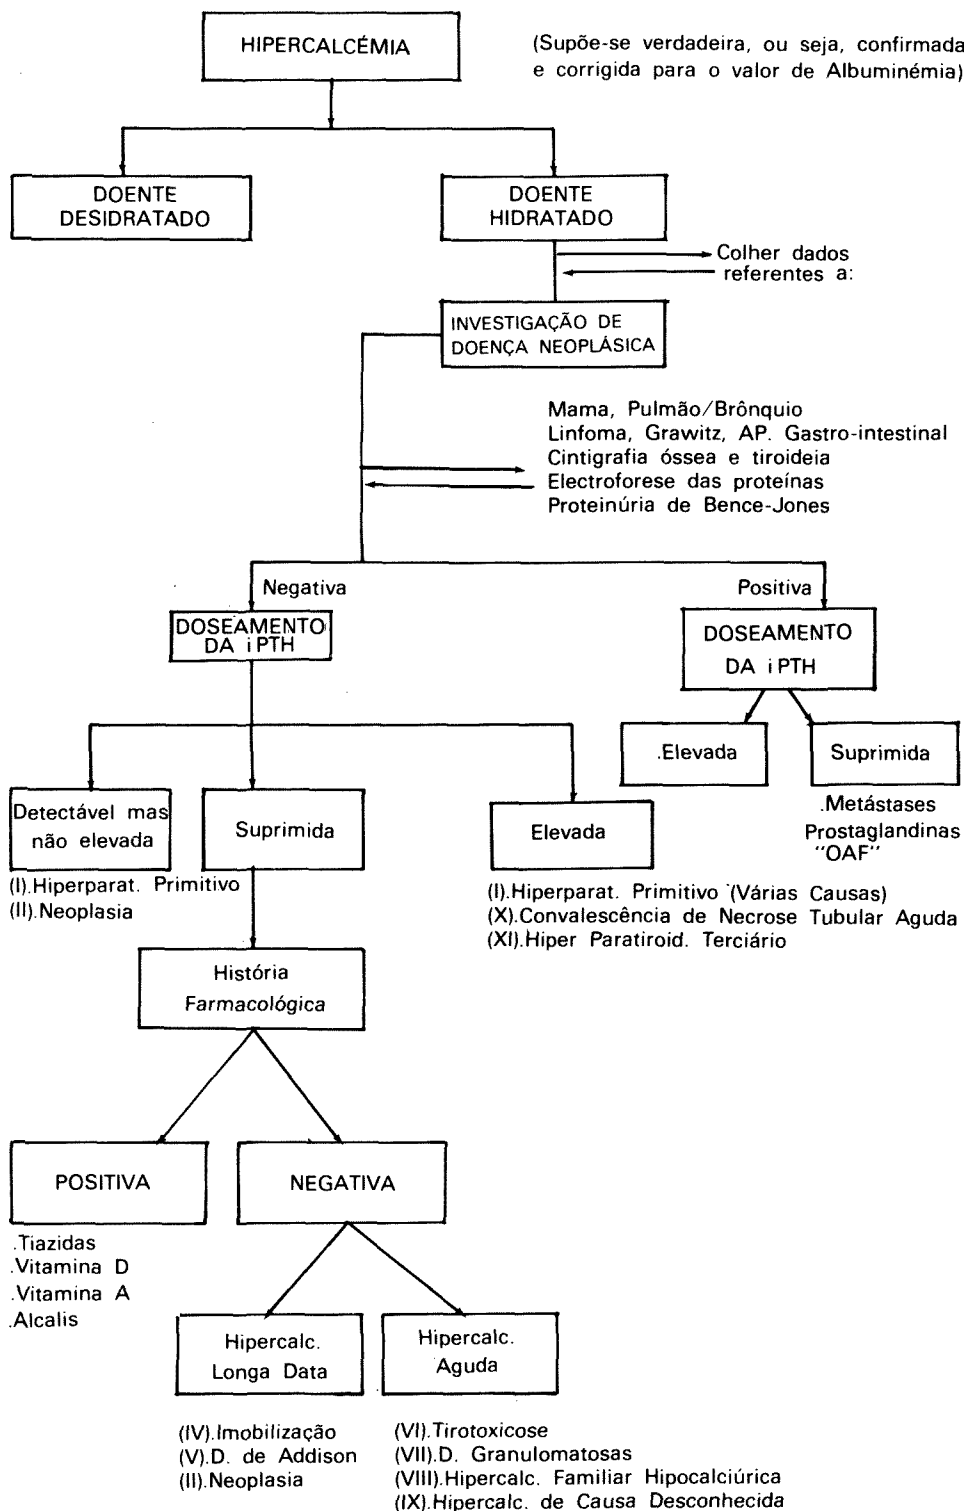 HIPERCALCÉMIA
(Supõe-se verdadeira, ou seja, confirmada
e corrigida para o valor de Albuminémia)
DOENTE
DESIDRATADO
DOENTE
HIDRATADO
Colher dados
referentes a:
INVESTIGAÇÃO DE
DOENÇA NEOPLÁSICA
Mama, Pulmão/Brônquio
Linfoma, Grawitz, AP. Gastro-intestinal
Cintigrafia óssea e tiroideia
Electroforese das proteínas
Proteinúria de Bence-Jones
Negativa
Positiva
DOSEAMENTO
DA iPTH
DOSEAMENTO
DA iPTH
.Elevada
Suprimida
.Metástases
Prostaglandinas
"OAF"
Detectável mas
não elevada
Suprimida
Elevada
(I).Hiperparat. Primitivo
(II).Neoplasia
(I).Hiperparat. Primitivo (Várias Causas)
(X).Convalescência de Necrose Tubular Aguda
(XI).Hiper Paratiroid. Terciário
História
Farmacológica
POSITIVA
NEGATIVA
.Tiazidas
.Vitamina D
.Vitamina A
.Alcalis
Hipercalc.
Longa Data
Hipercalc.
Aguda
(IV).Imobilização
(V).D. de Addison
(II).Neoplasia
(VI).Tirotoxicose
(VII).D. Granulomatosas
(VIII).Hipercalc. Familiar Hipocalciúrica
(IX).Hipercalc. de Causa Desconhecida